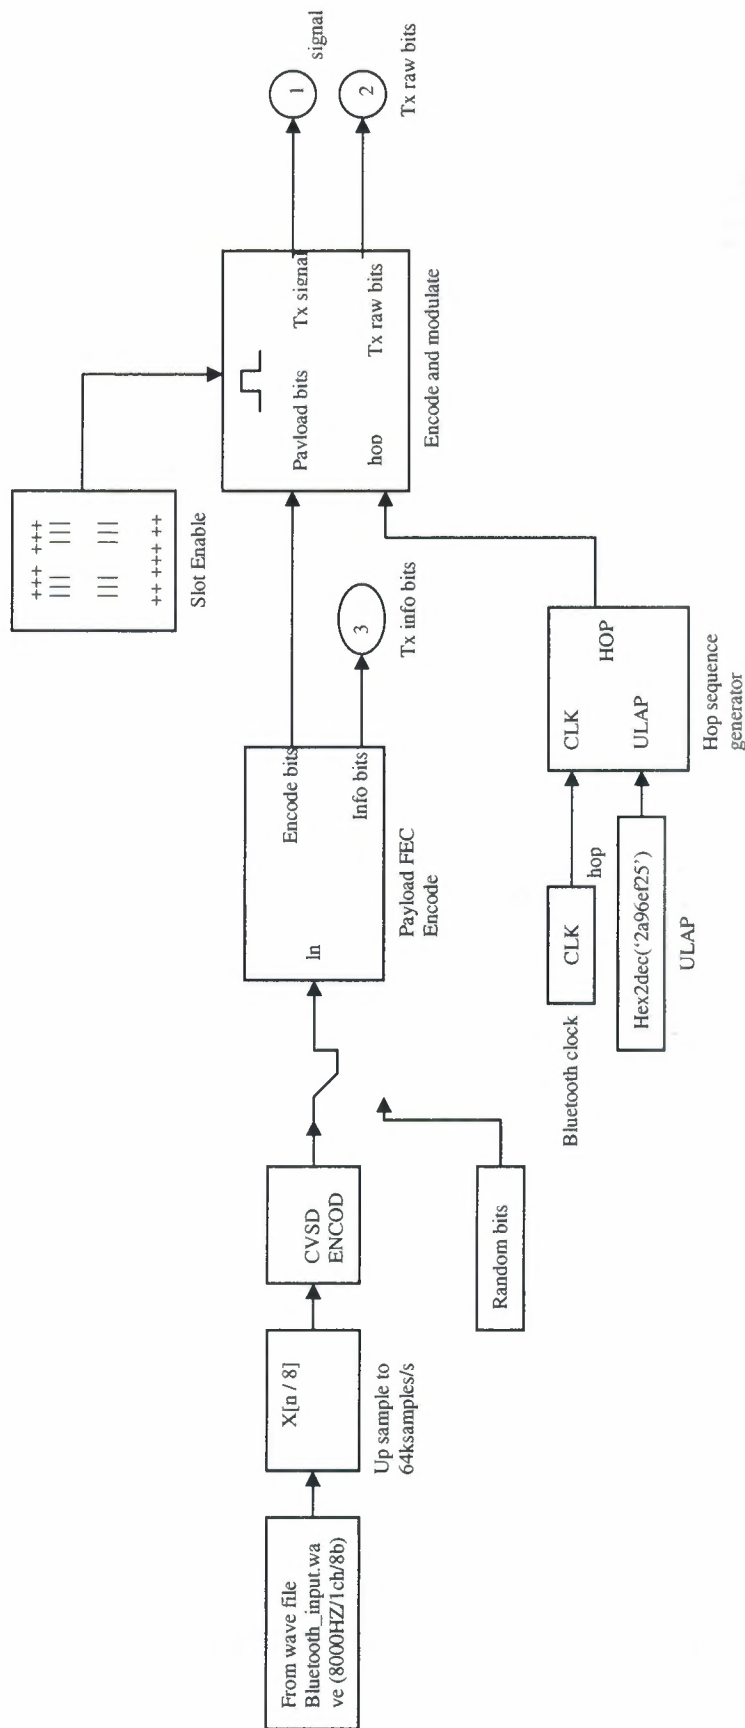 From wave file
Bluetooth_input.wa
ve (8000HZ/1ch/8b)
X[n / 8]
Up sample to
64ksamples/s
CVSD
ENCOD
Random bits
In
Encode bits
Info bits
Payload FEC
Encode
3
Tx info bits
+++ +++
||| |||
||| |||
++ +++ ++
Slot Enable
Pavload bits
Tx signal
hop
Tx raw bits
Encode and modulate
1
signal
2
Tx raw bits
Bluetooth clock
CLK
hop
Hex2dec('2a96ef25')
ULAP
CLK
HOP
ULAP
Hop sequence
generator